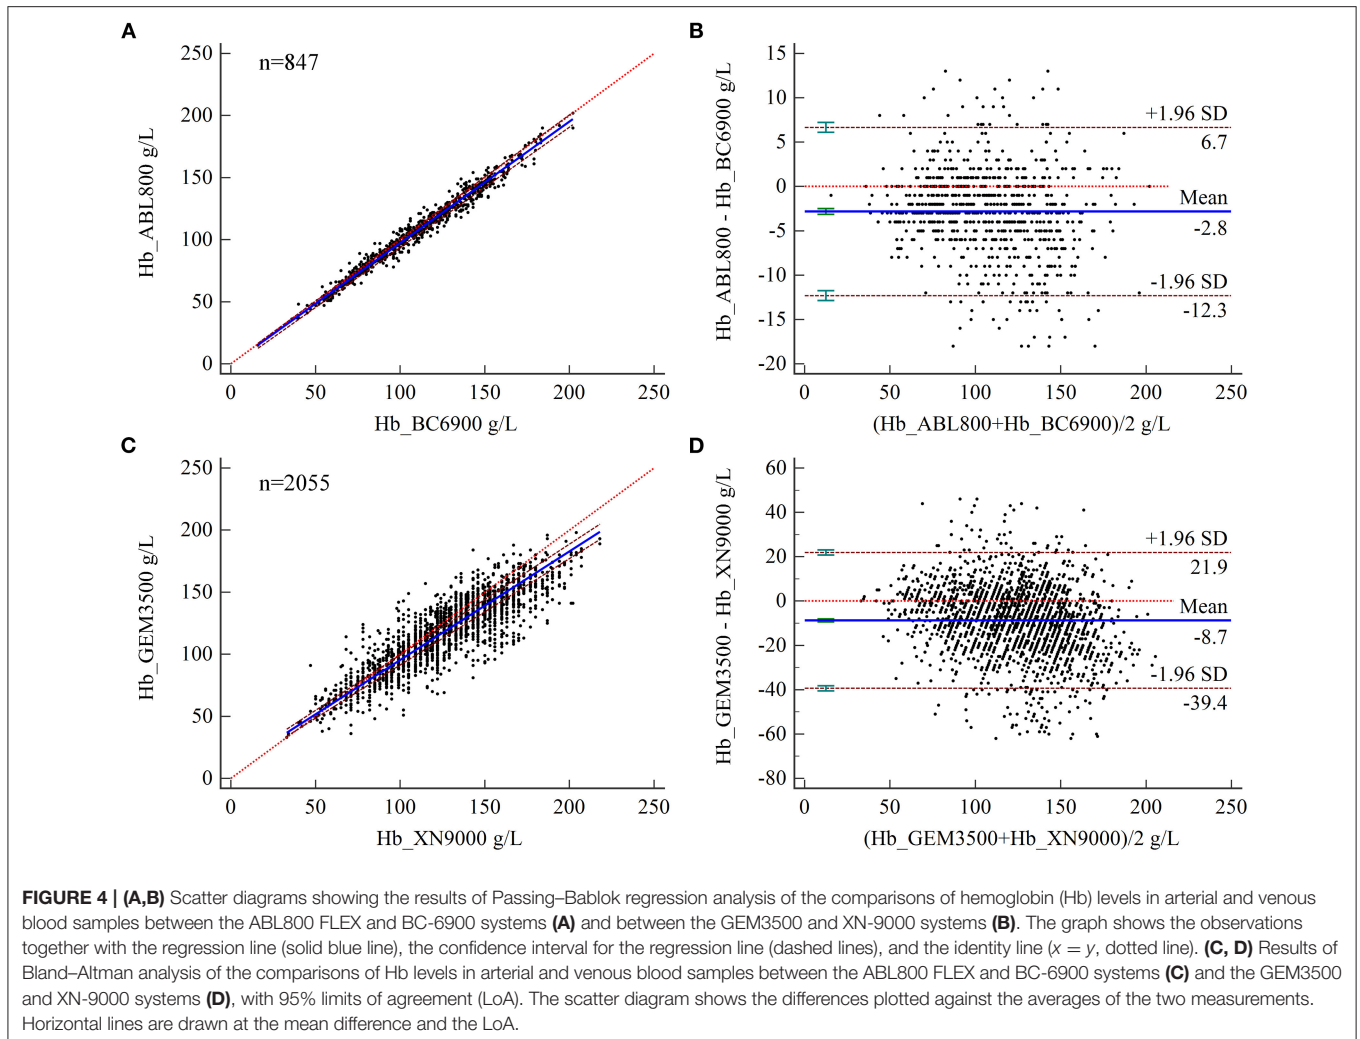 A
250
200
150
100
50
0
Hb_ABL800 g/L
n=847
0 50 100 150 200 250
Hb_BC6900 g/L
B
15
10
5
0
-5
-10
-15
-20
Hb_ABL800 - Hb_BC6900 g/L
+1.96 SD
6.7
Mean
-2.8
-1.96 SD
-12.3
0 50 100 150 200 250
(Hb_ABL800+Hb_BC6900)/2 g/L
C
250
200
150
100
50
0
Hb_GEM3500 g/L
n=2055
0 50 100 150 200 250
Hb_XN9000 g/L
D
60
40
20
0
-20
-40
-60
-80
Hb_GEM3500 - Hb_XN9000 g/L
+1.96 SD
21.9
Mean
-8.7
-1.96 SD
-39.4
0 50 100 150 200 250
(Hb_GEM3500+Hb_XN9000)/2 g/L
FIGURE 4 | (A,B) Scatter diagrams showing the results of Passing–Bablok regression analysis of the comparisons of hemoglobin (Hb) levels in arterial and venous
blood samples between the ABL800 FLEX and BC-6900 systems (A) and between the GEM3500 and XN-9000 systems (B). The graph shows the observations
together with the regression line (solid blue line), the confidence interval for the regression line (dashed lines), and the identity line (x = y, dotted line). (C, D) Results of
Bland–Altman analysis of the comparisons of Hb levels in arterial and venous blood samples between the ABL800 FLEX and BC-6900 systems (C) and the GEM3500
and XN-9000 systems (D), with 95% limits of agreement (LoA). The scatter diagram shows the differences plotted against the averages of the two measurements.
Horizontal lines are drawn at the mean difference and the LoA.